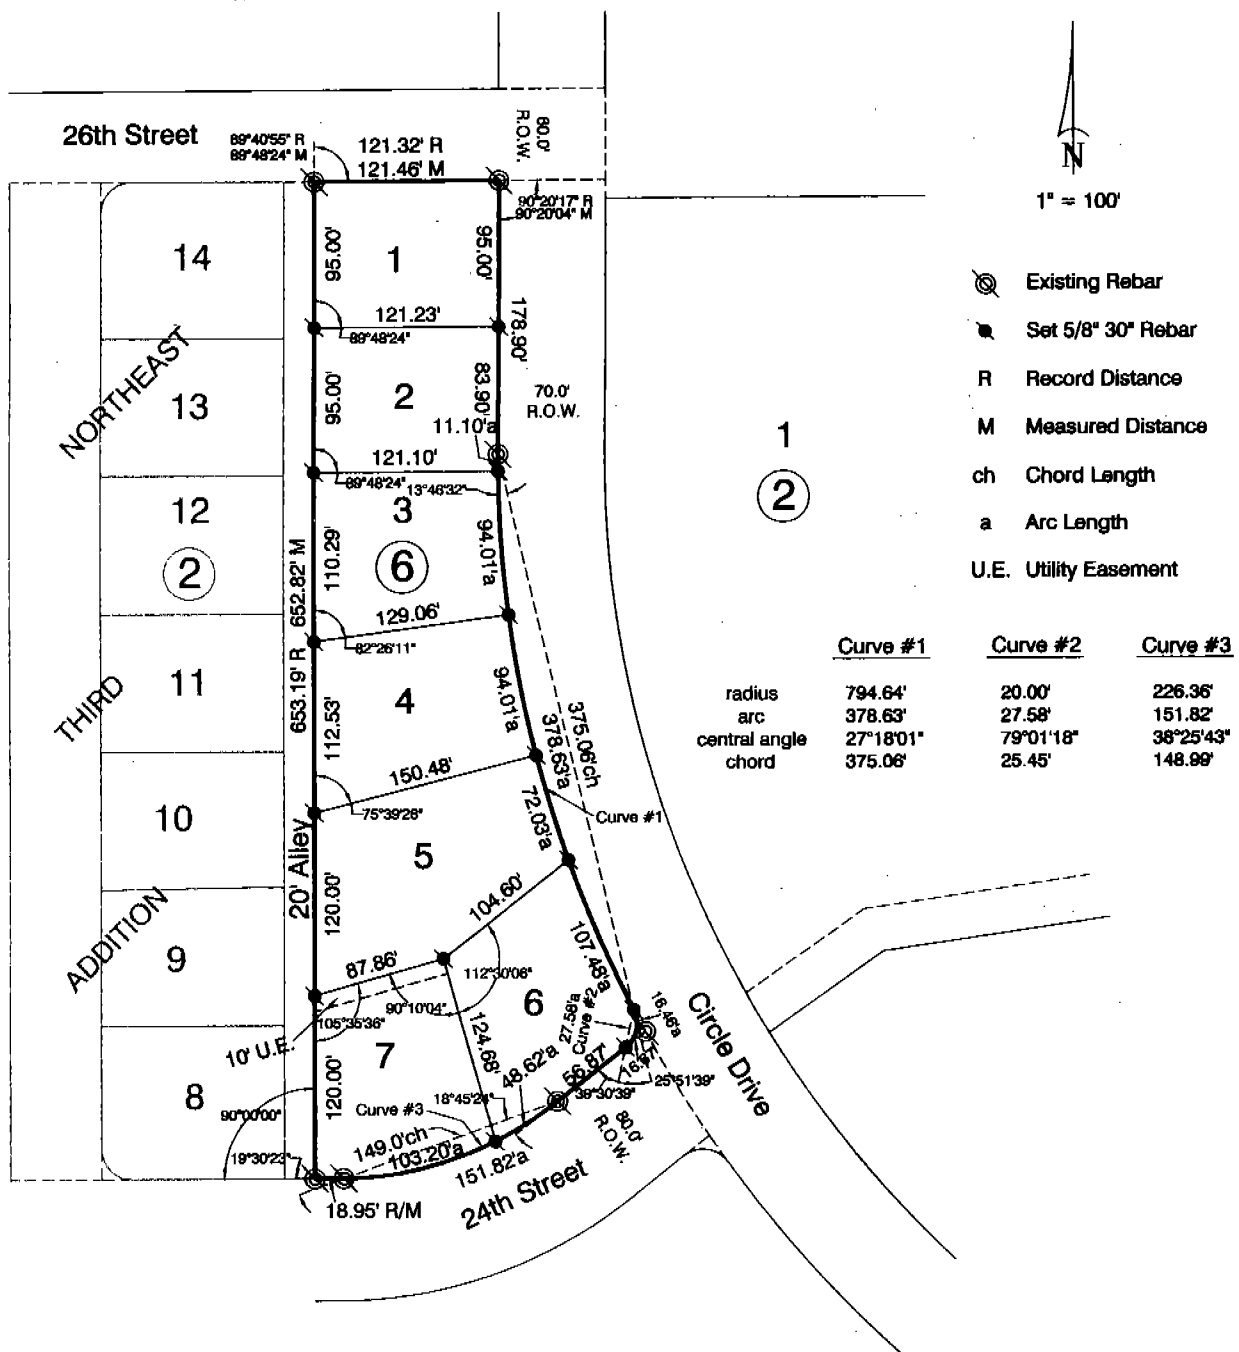 26th Street
89°40'55" R
89°48'24" M
121.32' R
121.46' M
60.0'
R.O.W.
90°20'17" R
90°20'04" M
N
1" = 100'
Existing Rebar
Set 5/8" 30" Rebar
R Record Distance
M Measured Distance
ch Chord Length
a Arc Length
U.E. Utility Easement
14
1
95.00'
95.00'
121.23'
89°48'24"
178.90'
NORTHEAST
13
2
95.00'
83.90'
70.0'
R.O.W.
11.10'a
121.10'
89°48'24"
13°46'32"
1
2
12
2
3
6
110.29'
94.01'a
652.82' M
653.19' R
129.06'
82°26'11"
Curve #1 Curve #2 Curve #3
radius 794.64' 20.00' 226.36'
arc 378.63' 27.58' 151.82'
central angle 27°18'01" 79°01'18" 38°25'43"
chord 375.06' 25.45' 148.99'
THIRD
11
4
112.53'
94.01'a
378.63'a
375.06'ch
150.48'
75°39'28"
Curve #1
10
5
72.03'a
20' Alley
120.00'
104.60'
ADDITION
9
87.86'
112°30'06"
90°10'04"
107.48'a
6
105°35'36"
10' U.E.
124.68'
27.58'a
Curve #2
16.46'a
16.67'
25°51'39"
39°30'39"
56.87'
48.62'a
Circle Drive
8
7
120.00'
90°00'00"
19°30'23"
18°45'24"
Curve #3
149.0'ch
103.20'a
151.82'a
80.0'
R.O.W.
24th Street
18.95' R/M